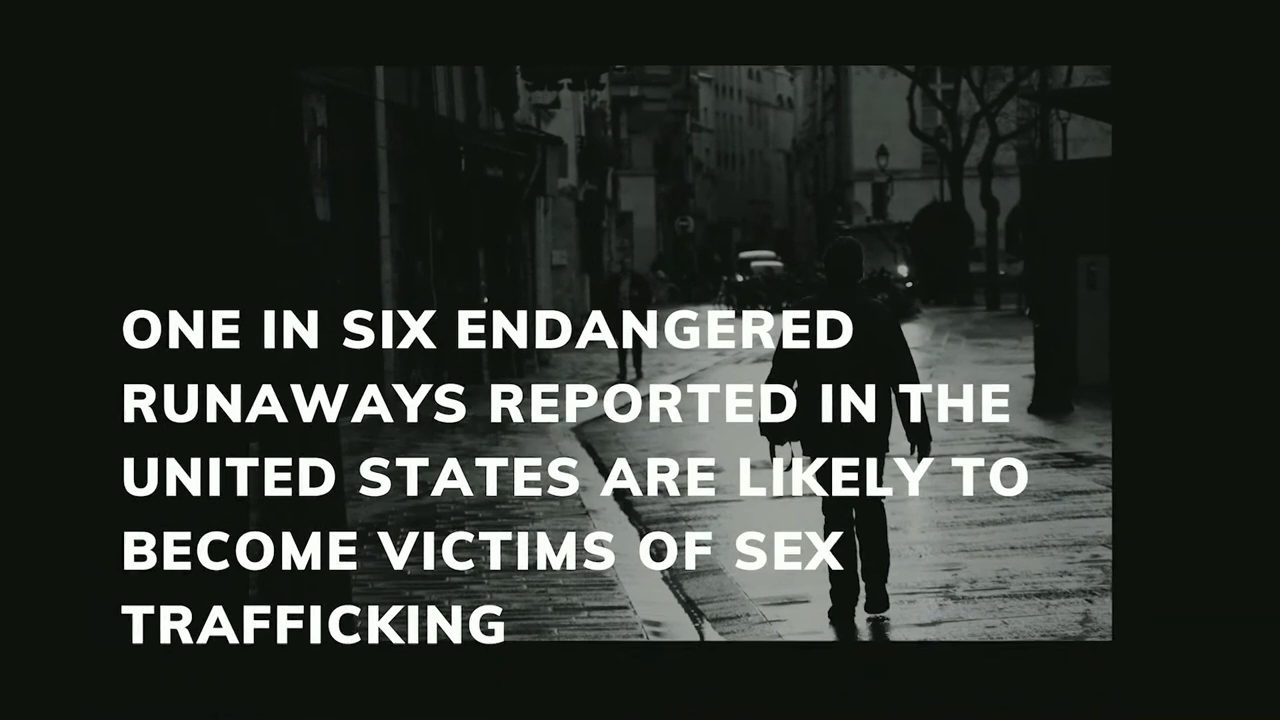 ONE IN SIX ENDANGERED
RUNAWAYS REPORTED IN THE
UNITED STATES ARE LIKELY TO
BECOME VICTIMS OF SEX
TRAFFICKING